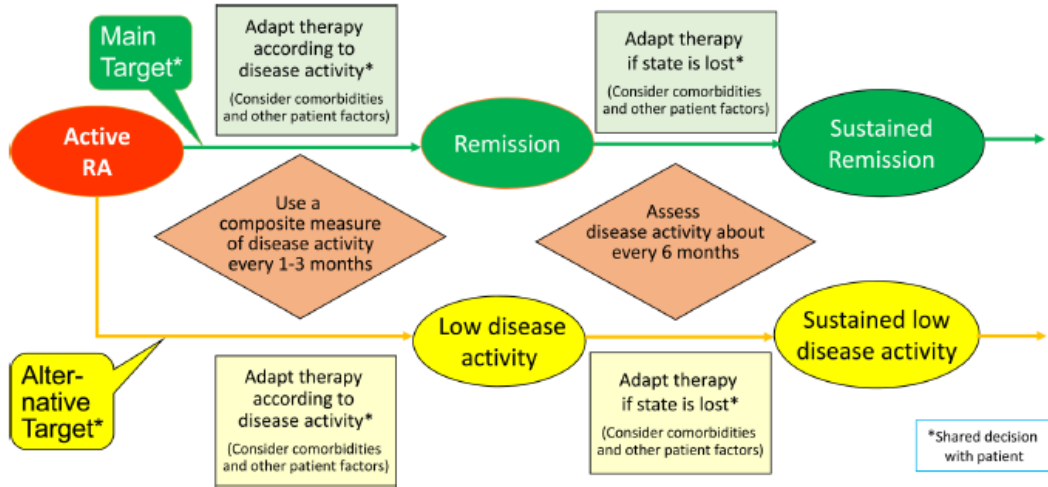 Main
Target*
Adapt therapy
according to
disease activity*
(Consider comorbidities
and other patient factors)
Adapt therapy
if state is lost*
(Consider comorbidities
and other patient factors)
Active
RA
Remission
Sustained
Remission
Use a
composite measure
of disease activity
every 1-3 months
Assess
disease activity about
every 6 months
Low disease
activity
Sustained low
disease activity
Alter-
native
Target*
Adapt therapy
according to
disease activity*
(Consider comorbidities
and other patient factors)
Adapt therapy
if state is lost*
(Consider comorbidities
and other patient factors)
*Shared decision
with patient